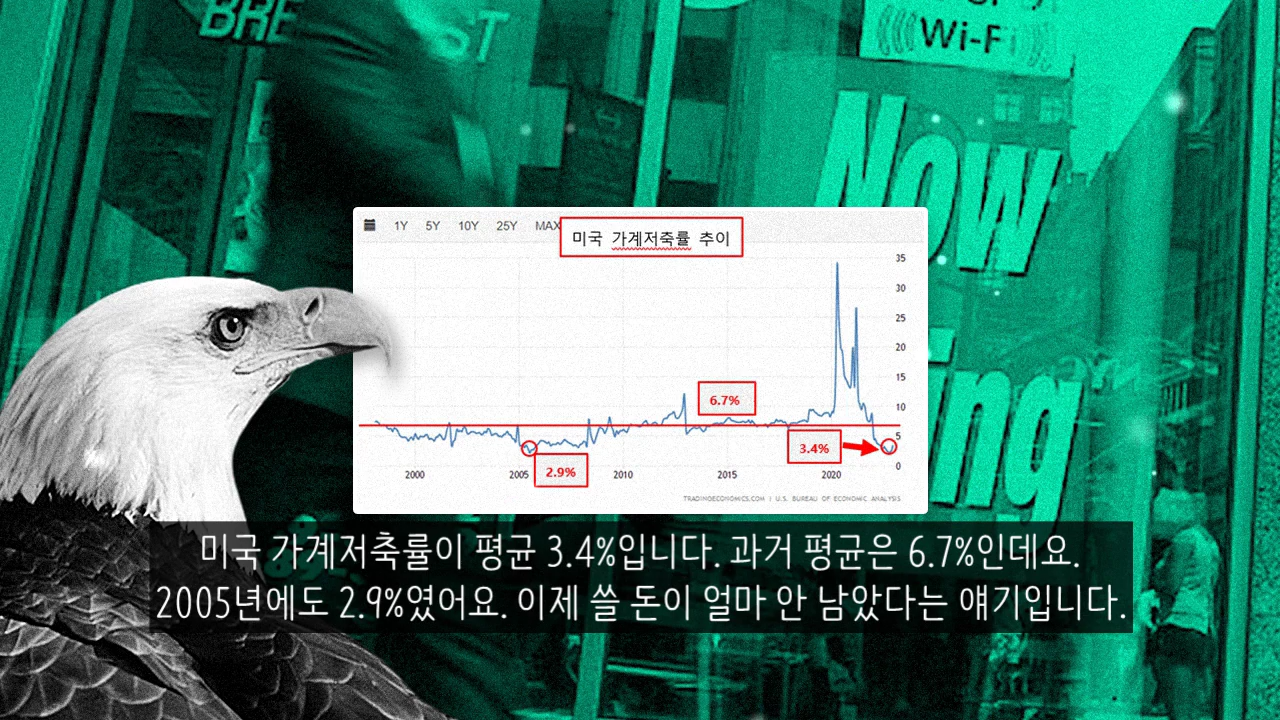 BRE
Wi-Fi
NOW
1Y 5Y 10Y 25Y MAX
미국 가계저축률 추이
35
30
25
20
15
10
5
0
6.7%
3.4%
2.9%
2000 2005 2010 2015 2020
TRADINGECONOMICS.COM | U.S. BUREAU OF ECONOMIC ANALYSIS
미국 가계저축률이 평균 3.4%입니다. 과거 평균은 6.7%인데요.
2005년에도 2.9%였어요. 이제 쓸 돈이 얼마 안 남았다는 얘기입니다.